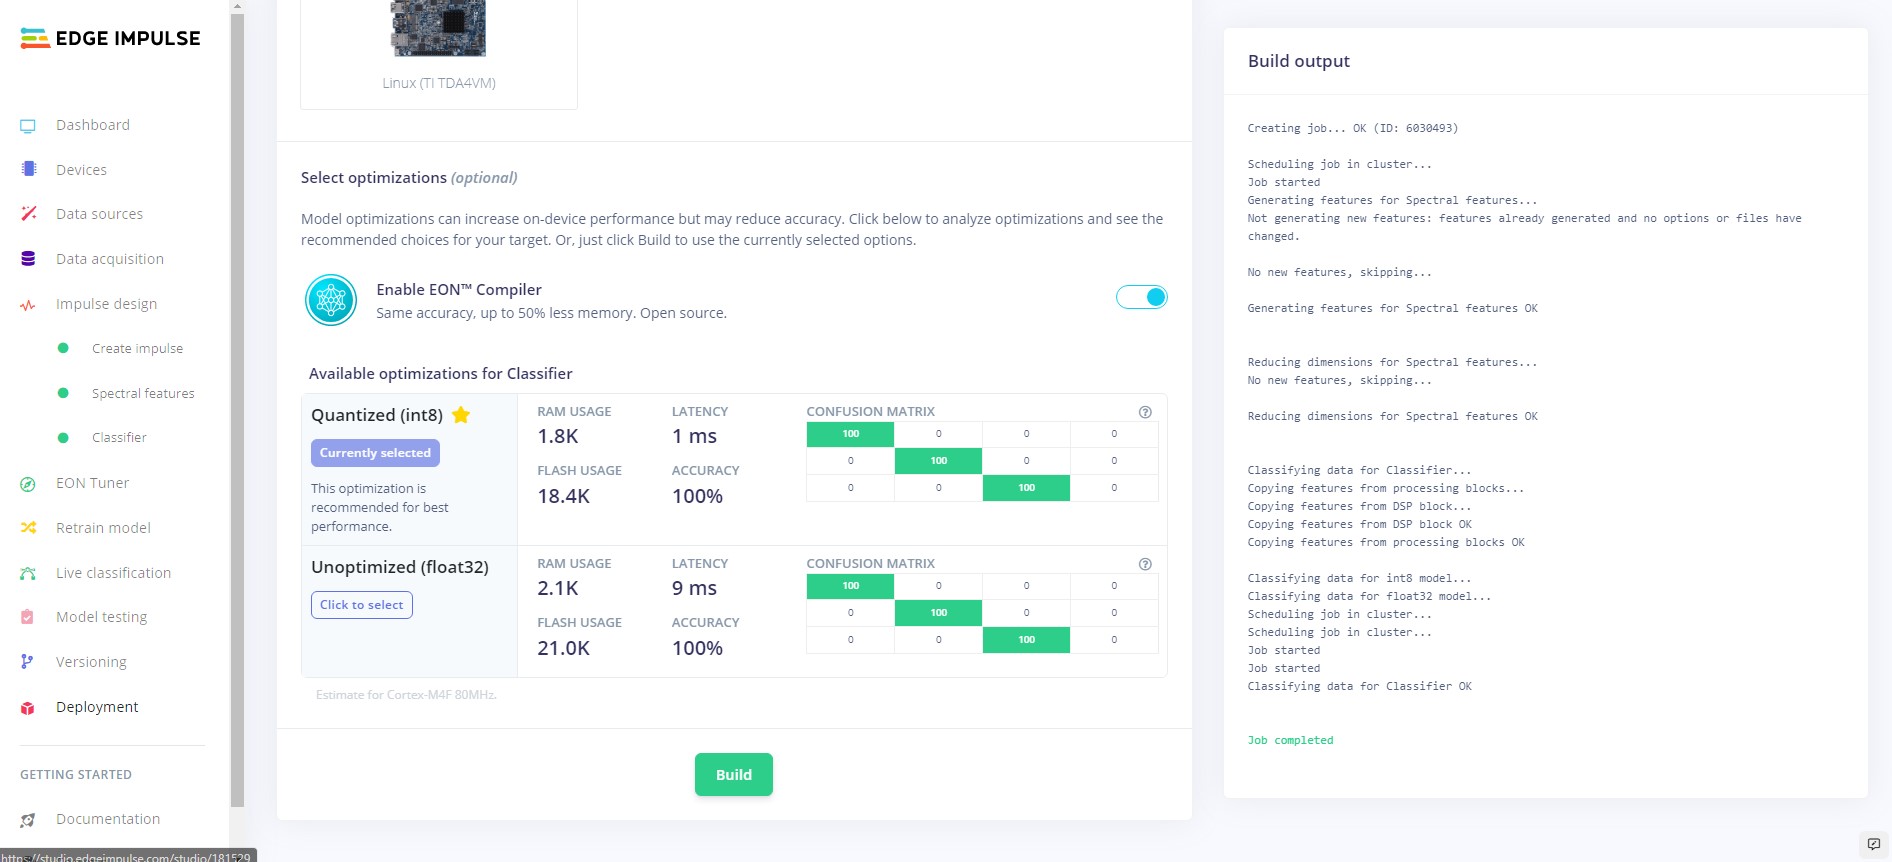 EDGE IMPULSE
Dashboard
Devices
Data sources
Data acquisition
Impulse design
Create impulse
Spectral features
Classifier
EON Tuner
Retrain model
Live classification
Model testing
Versioning
Deployment
GETTING STARTED
Documentation
https://studio.edgeimpulse.com/studio/181529
Linux (TI TDA4VM)
Select optimizations (optional)
Model optimizations can increase on-device performance but may reduce accuracy. Click below to analyze optimizations and see the
recommended choices for your target. Or, just click Build to use the currently selected options.
Enable EON™ Compiler
Same accuracy, up to 50% less memory. Open source.
Available optimizations for Classifier
Quantized (int8)
Currently selected
This optimization is
recommended for best
performance.
RAM USAGE LATENCY CONFUSION MATRIX
1.8K 1 ms
FLASH USAGE ACCURACY
18.4K 100%
100 0 0 0
0 100 0 0
0 0 100 0
Unoptimized (float32)
Click to select
RAM USAGE LATENCY CONFUSION MATRIX
2.1K 9 ms
FLASH USAGE ACCURACY
21.0K 100%
100 0 0 0
0 100 0 0
0 0 100 0
Estimate for Cortex-M4F 80MHz.
Build
Build output
Creating job... OK (ID: 6030493)
Scheduling job in cluster...
Job started
Generating features for Spectral features...
Not generating new features: features already generated and no options or files have
changed.
No new features, skipping...
Generating features for Spectral features OK
Reducing dimensions for Spectral features...
No new features, skipping...
Reducing dimensions for Spectral features OK
Classifying data for Classifier...
Copying features from processing blocks...
Copying features from DSP block...
Copying features from DSP block OK
Copying features from processing blocks OK
Classifying data for int8 model...
Classifying data for float32 model...
Scheduling job in cluster...
Scheduling job in cluster...
Job started
Job started
Classifying data for Classifier OK
Job completed